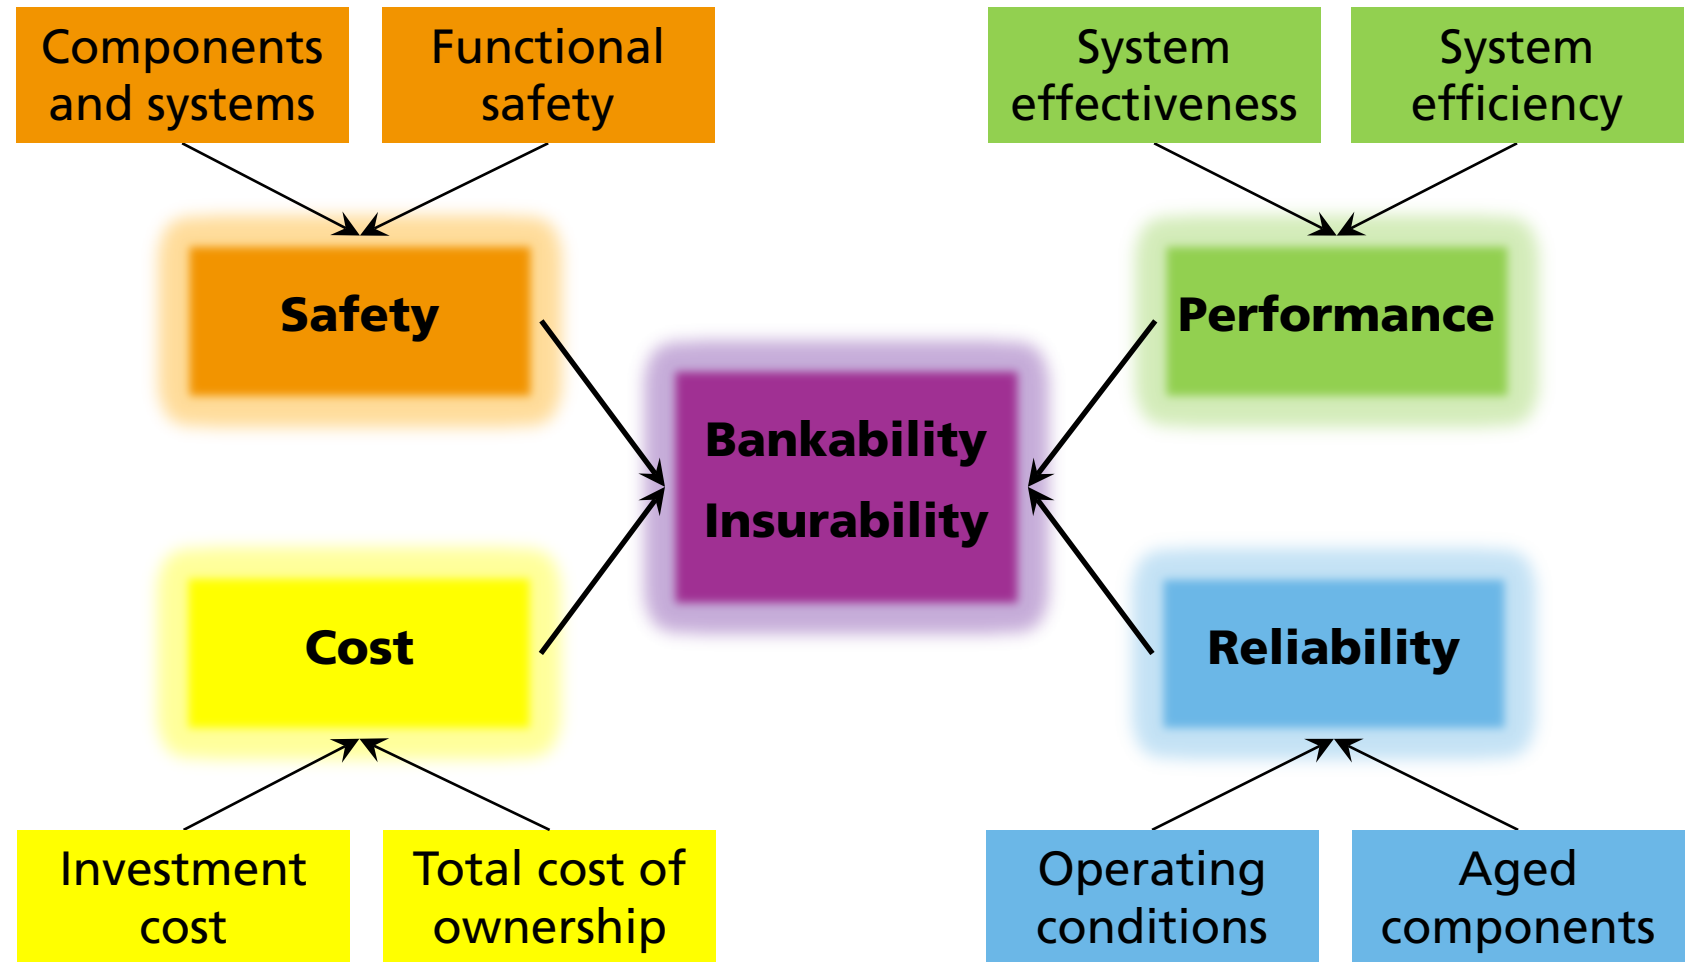 Components
and systems
Functional
safety
System
effectiveness
System
efficiency
Safety
Performance
Bankability
Insurability
Cost
Reliability
Investment
cost
Total cost of
ownership
Operating
conditions
Aged
components